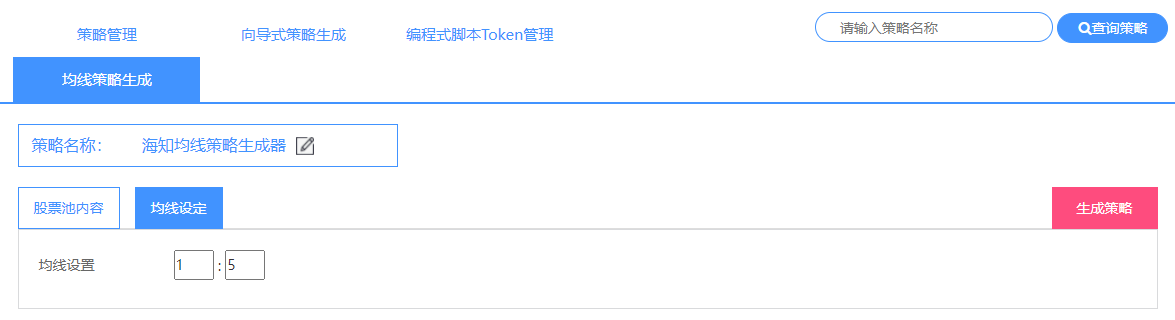 策略管理 向导式策略生成 编程式脚本Token管理 请输入策略名称 查询策略
均线策略生成
策略名称: 海知均线策略生成器
股票池内容 均线设定 生成策略
均线设置 1 : 5